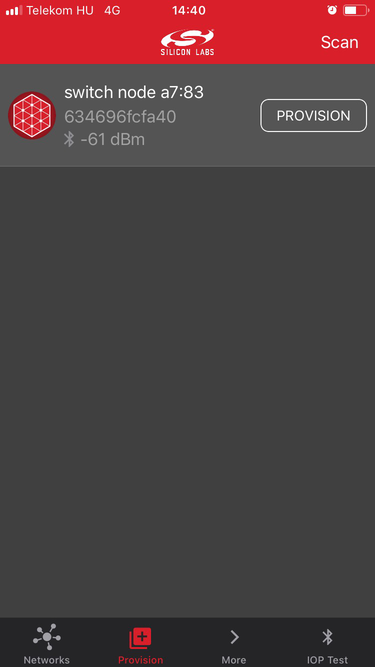 Telekom HU 4G 14:40
SILICON LABS
Scan
switch node a7:83
634696fcfa40
-61 dBm
PROVISION
Networks
Provision
More
IOP Test